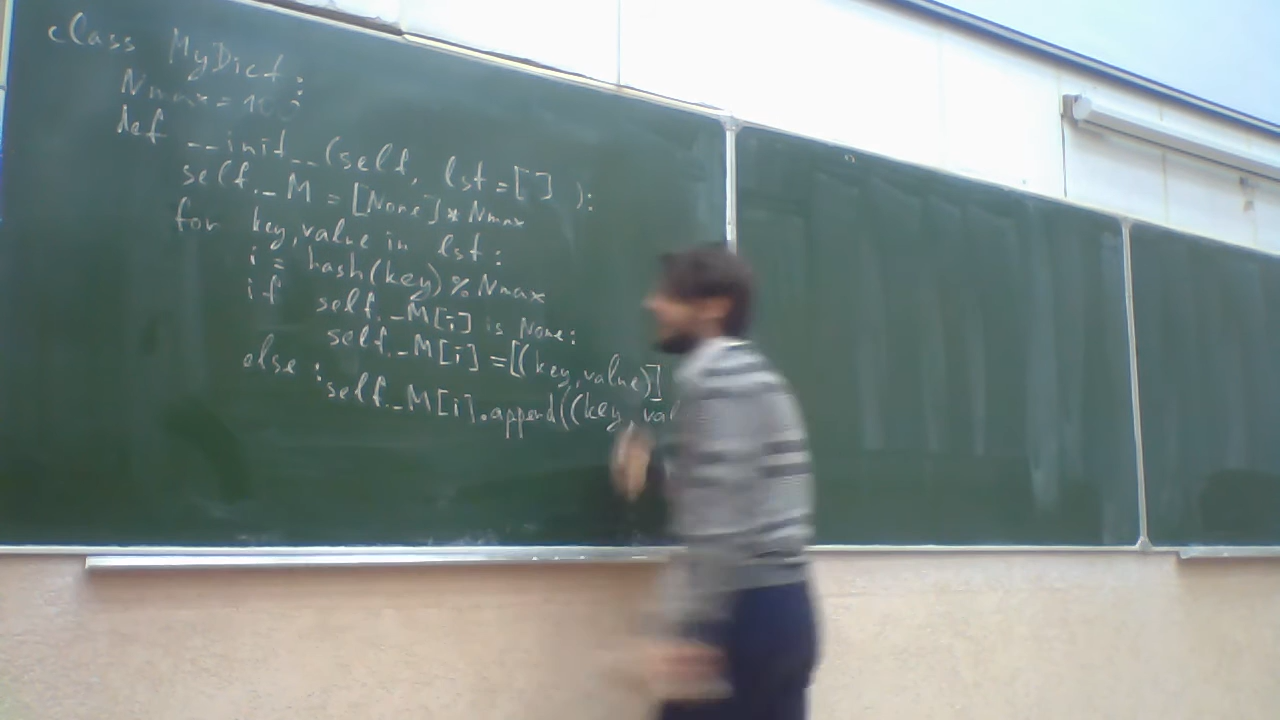 class MyDict:
Nmax = 100
def __init__(self, lst=[] ):
self._M = [None]*Nmax
for key,value in lst:
i = hash(key)%Nmax
if self._M[i] is None:
self._M[i] =[(key,value)]
else :
self._M[i].append((key,